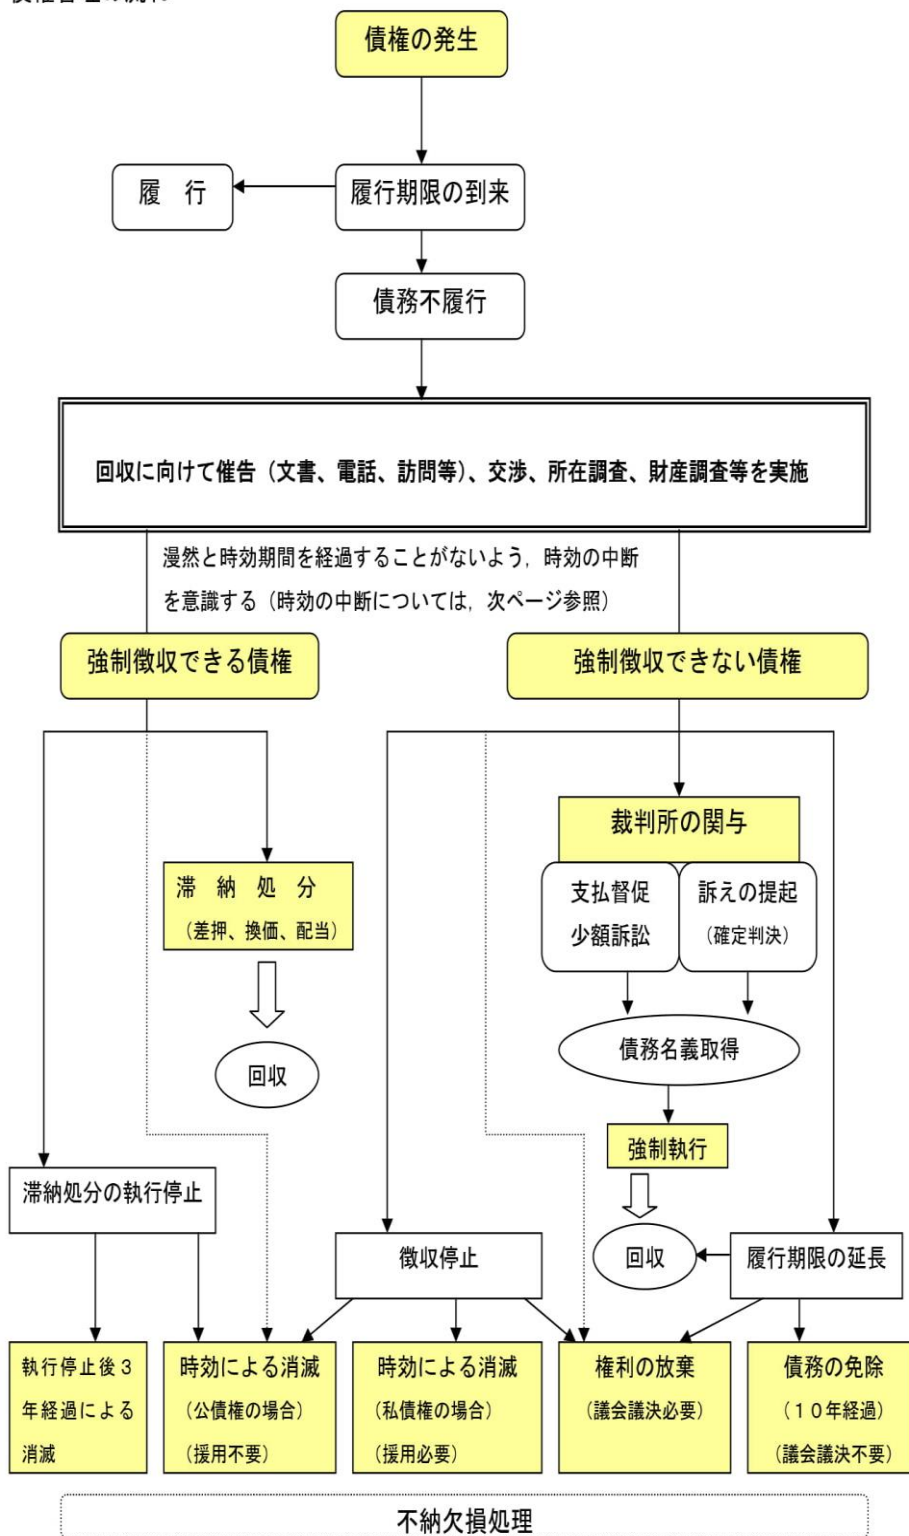 債権の発生
履　行
履行期限の到来
債務不履行
回収に向けて催告（文書、電話、訪問等）、交渉、所在調査、財産調査等を実施
漫然と時効期間を経過することがないよう，時効の中断
を意識する（時効の中断については，次ページ参照）
強制徴収できる債権
強制徴収できない債権
裁判所の関与
滞　納　処　分
（差押、換価、配当）
支払督促
少額訴訟
訴えの提起
（確定判決）
債務名義取得
回収
強制執行
滞納処分の執行停止
徴収停止
回収
履行期限の延長
執行停止後３
年経過による
消滅
時効による消滅
（公債権の場合）
（援用不要）
時効による消滅
（私債権の場合）
（援用必要）
権利の放棄
（議会議決必要）
債務の免除
（１０年経過）
（議会議決不要）
不納欠損処理